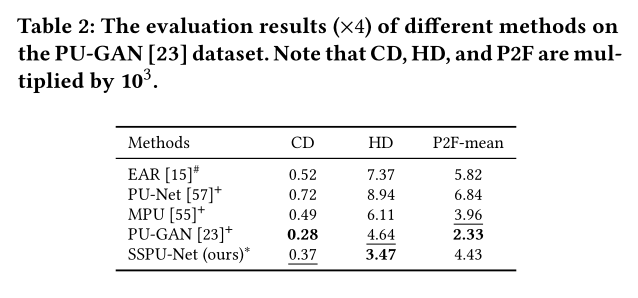 Table 2: The evaluation results (×4) of different methods on
the PU-GAN [23] dataset. Note that CD, HD, and P2F are mul-
tiplied by 10³.
Methods CD HD P2F-mean
EAR [15]# 0.52 7.37 5.82
PU-Net [57]+ 0.72 8.94 6.84
MPU [55]+ 0.49 6.11 3.96
PU-GAN [23]+ 0.28 4.64 2.33
SSPU-Net (ours)* 0.37 3.47 4.43